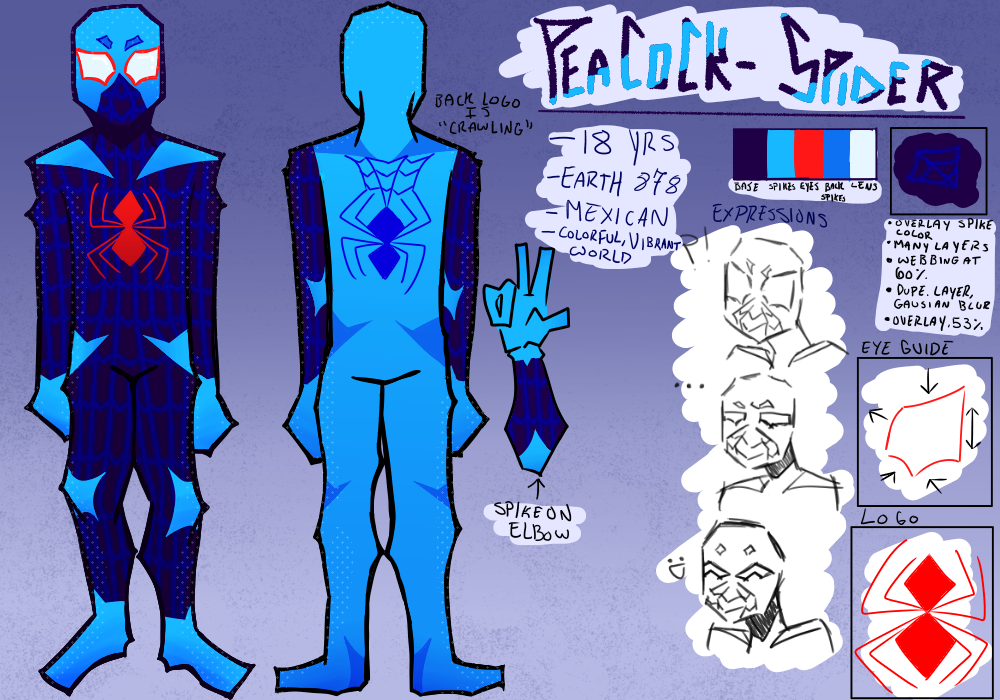 PEACOCK-SPIDER
BACK LOGO
IS
"CRAWLING"
-18 YRS
-EARTH 878
-MEXICAN
-COLORFUL, VIBRANT
WORLD
BASE SPIKES EYES BACK LENS
SPIKES
EXPRESSIONS
!
....
:D
• OVERLAY SPIKE
COLOR
• MANY LAYERS
• WEBBING AT
60%.
• DUPE. LAYER,
GAUSIAN BLUR
• OVERLAY, 53%
EYE GUIDE
LOGO
SPIKE ON
ELBOW